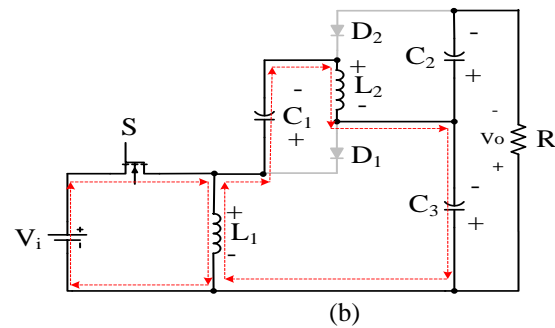 D₂
-
+
L₂
-
-
C₂
+
-
C₁
+
S
D₁
-
vo
+
R
-
C₃
+
Vᵢ
+
-
+
L₁
-
(b)